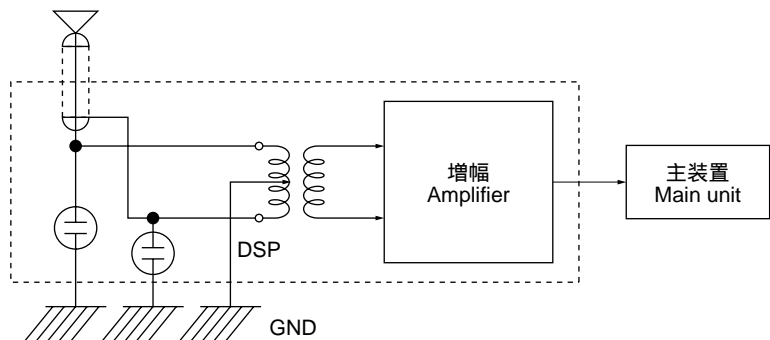 増幅
Amplifier
主装置
Main unit
DSP
GND